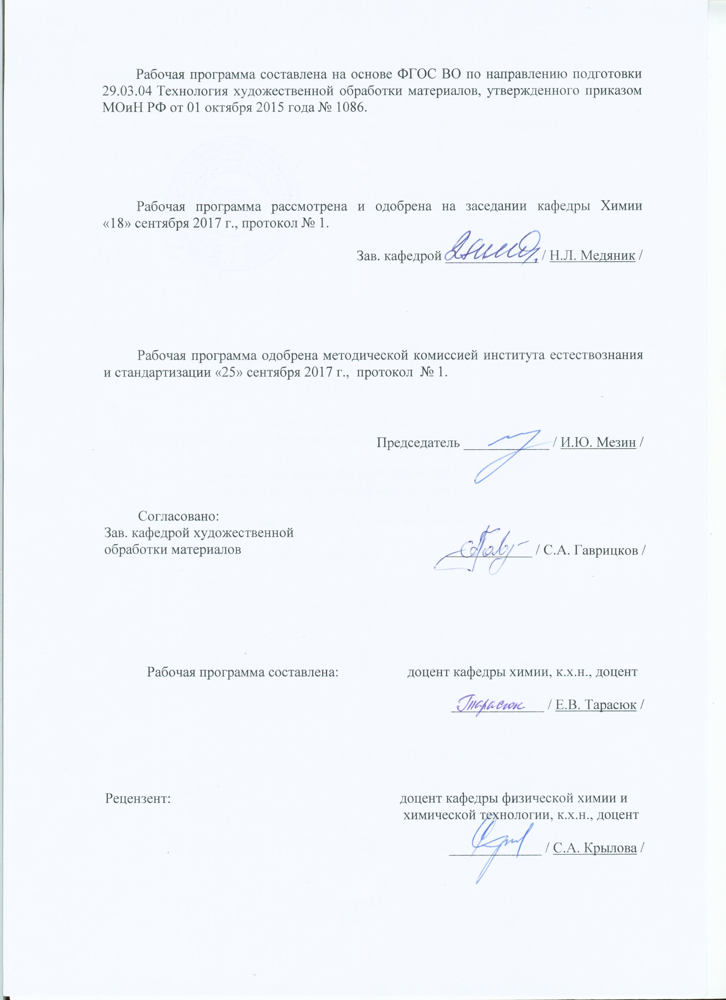 Рабочая программа составлена на основе ФГОС ВО по направлению подготовки
29.03.04 Технология художественной обработки материалов, утвержденного приказом
МОиН РФ от 01 октября 2015 года № 1086.
Рабочая программа рассмотрена и одобрена на заседании кафедры Химии
«18» сентября 2017 г., протокол № 1.
Зав. кафедрой / Н.Л. Медяник /
Рабочая программа одобрена методической комиссией института естествознания
и стандартизации «25» сентября 2017 г., протокол № 1.
Председатель / И.Ю. Мезин /
Согласовано:
Зав. кафедрой художественной
обработки материалов / С.А. Гаврицков /
Рабочая программа составлена: доцент кафедры химии, к.х.н., доцент
Тарасюк / Е.В. Тарасюк /
Рецензент: доцент кафедры физической химии и
химической технологии, к.х.н., доцент
/ С.А. Крылова /